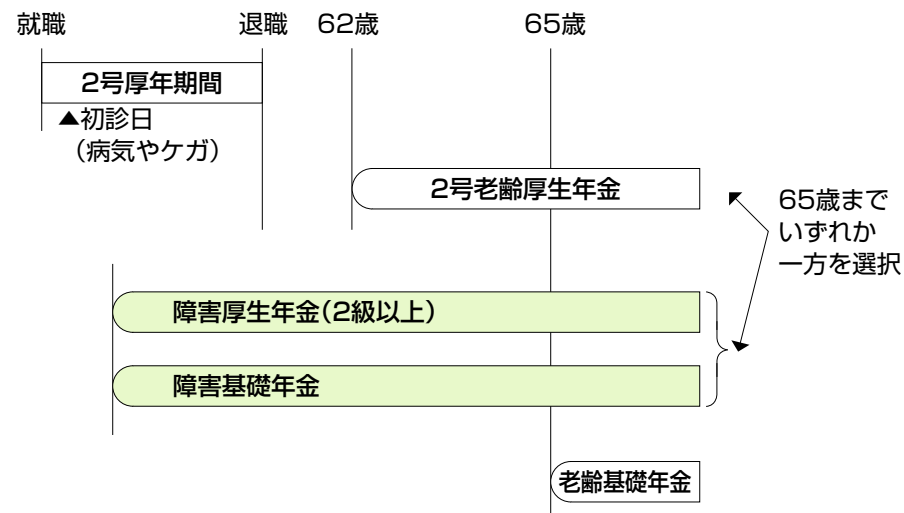 就職
退職
62歳
65歳
2号厚年期間
▲初診日
（病気やケガ）
2号老齢厚生年金
65歳まで
いずれか
一方を選択
障害厚生年金（2級以上）
障害基礎年金
老齢基礎年金